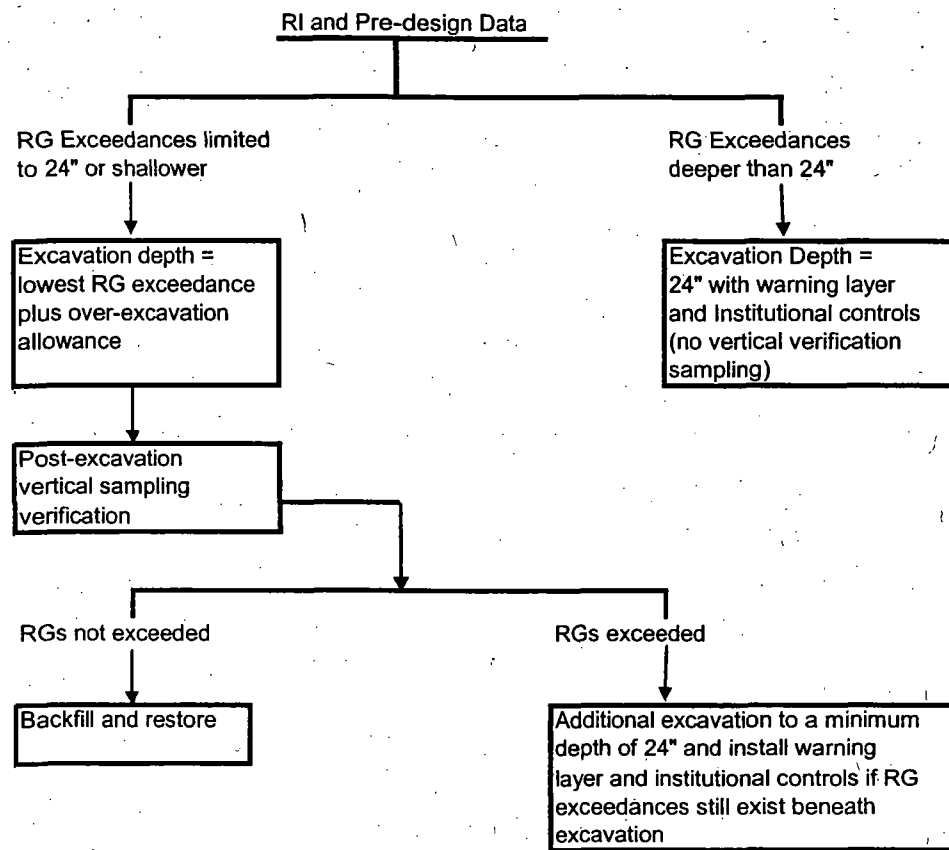 RI and Pre-design Data
RG Exceedances limited
to 24" or shallower
RG Exceedances
deeper than 24"
Excavation depth =
lowest RG exceedance
plus over-excavation
allowance
Excavation Depth =
24" with warning layer
and Institutional controls
(no vertical verification
sampling)
Post-excavation
vertical sampling
verification
RGs not exceeded
RGs exceeded
Backfill and restore
Additional excavation to a minimum
depth of 24" and install warning
layer and institutional controls if RG
exceedances still exist beneath
excavation